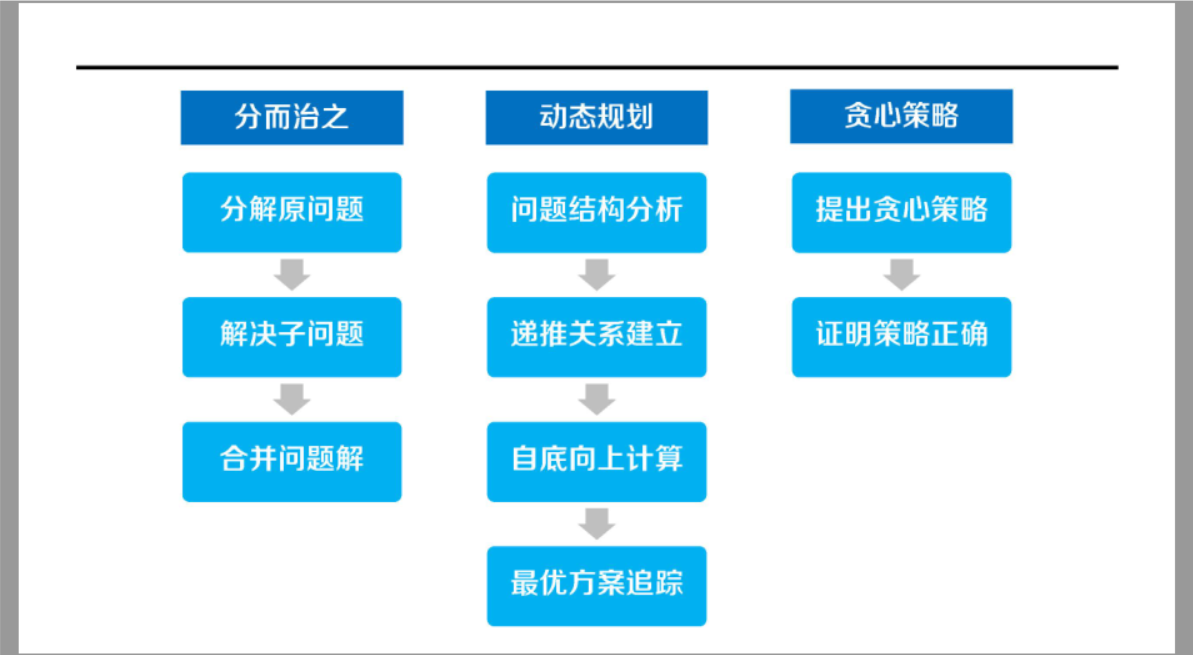 分而治之
分解原问题
解决子问题
合并问题解
动态规划
问题结构分析
递推关系建立
自底向上计算
最优方案追踪
贪心策略
提出贪心策略
证明策略正确